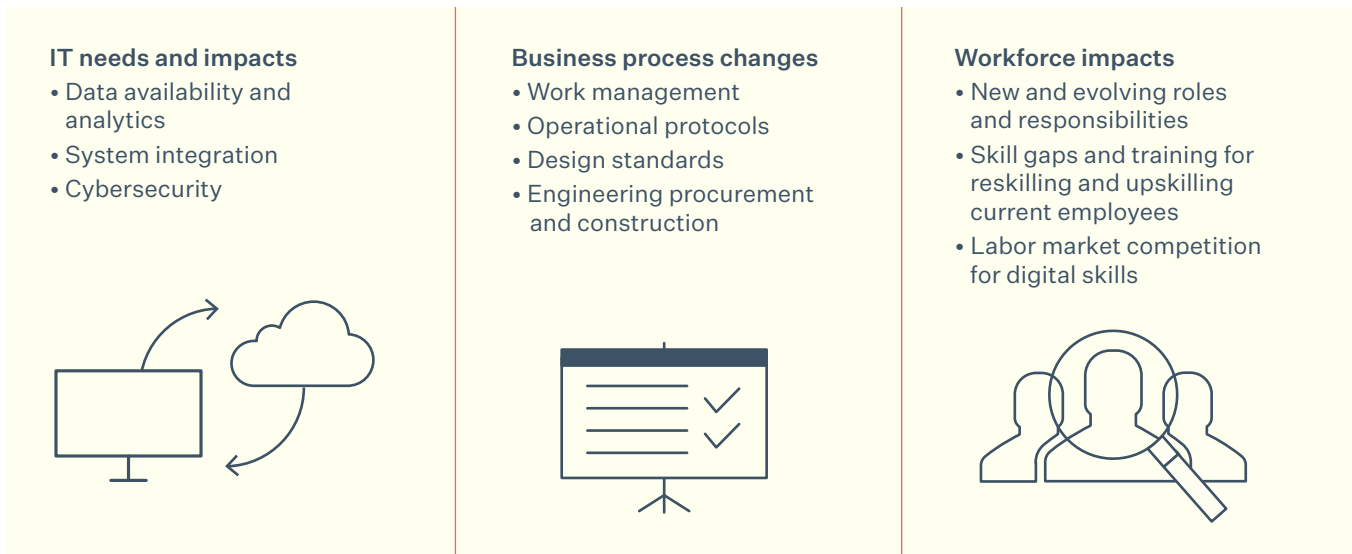 IT needs and impacts
• Data availability and
analytics
• System integration
• Cybersecurity
Business process changes
• Work management
• Operational protocols
• Design standards
• Engineering procurement
and construction
Workforce impacts
• New and evolving roles
and responsibilities
• Skill gaps and training for
reskilling and upskilling
current employees
• Labor market competition
for digital skills